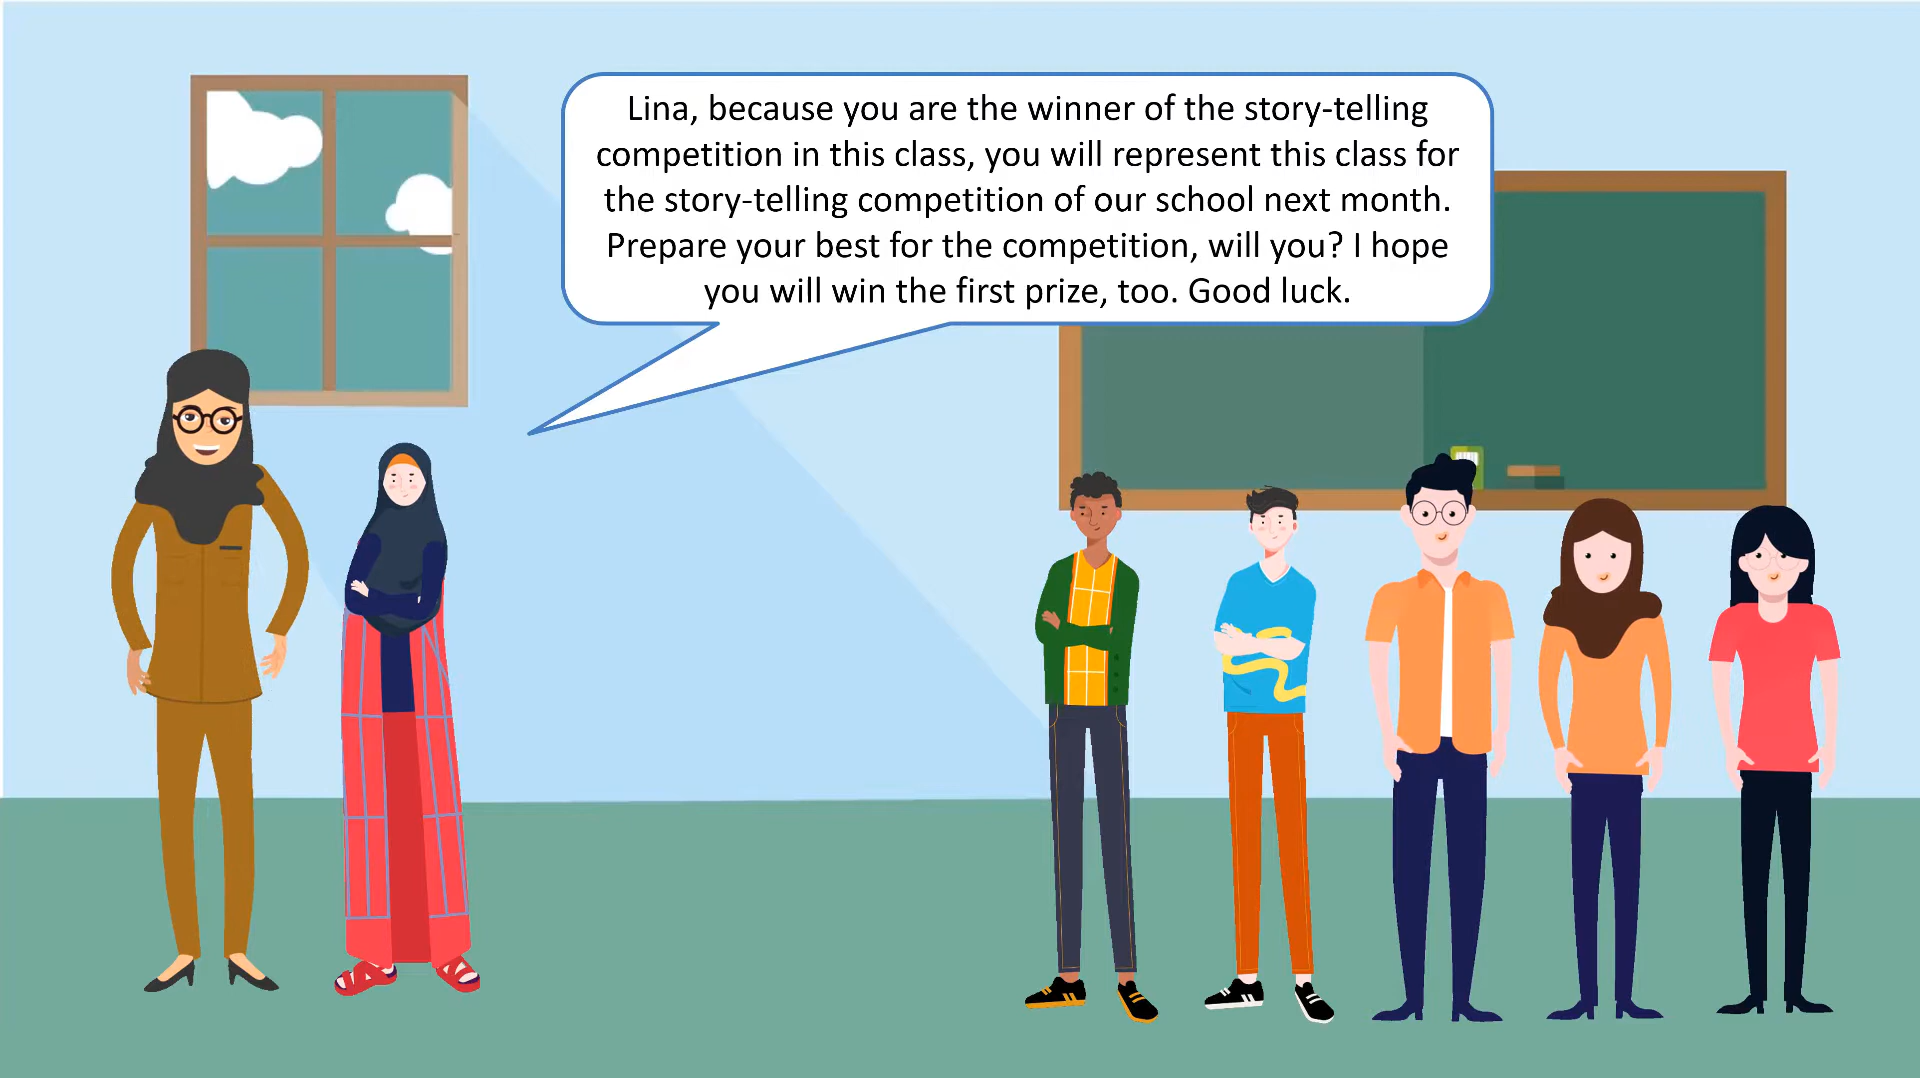 Lina, because you are the winner of the story-telling
competition in this class, you will represent this class for
the story-telling competition of our school next month.
Prepare your best for the competition, will you? I hope
you will win the first prize, too. Good luck.